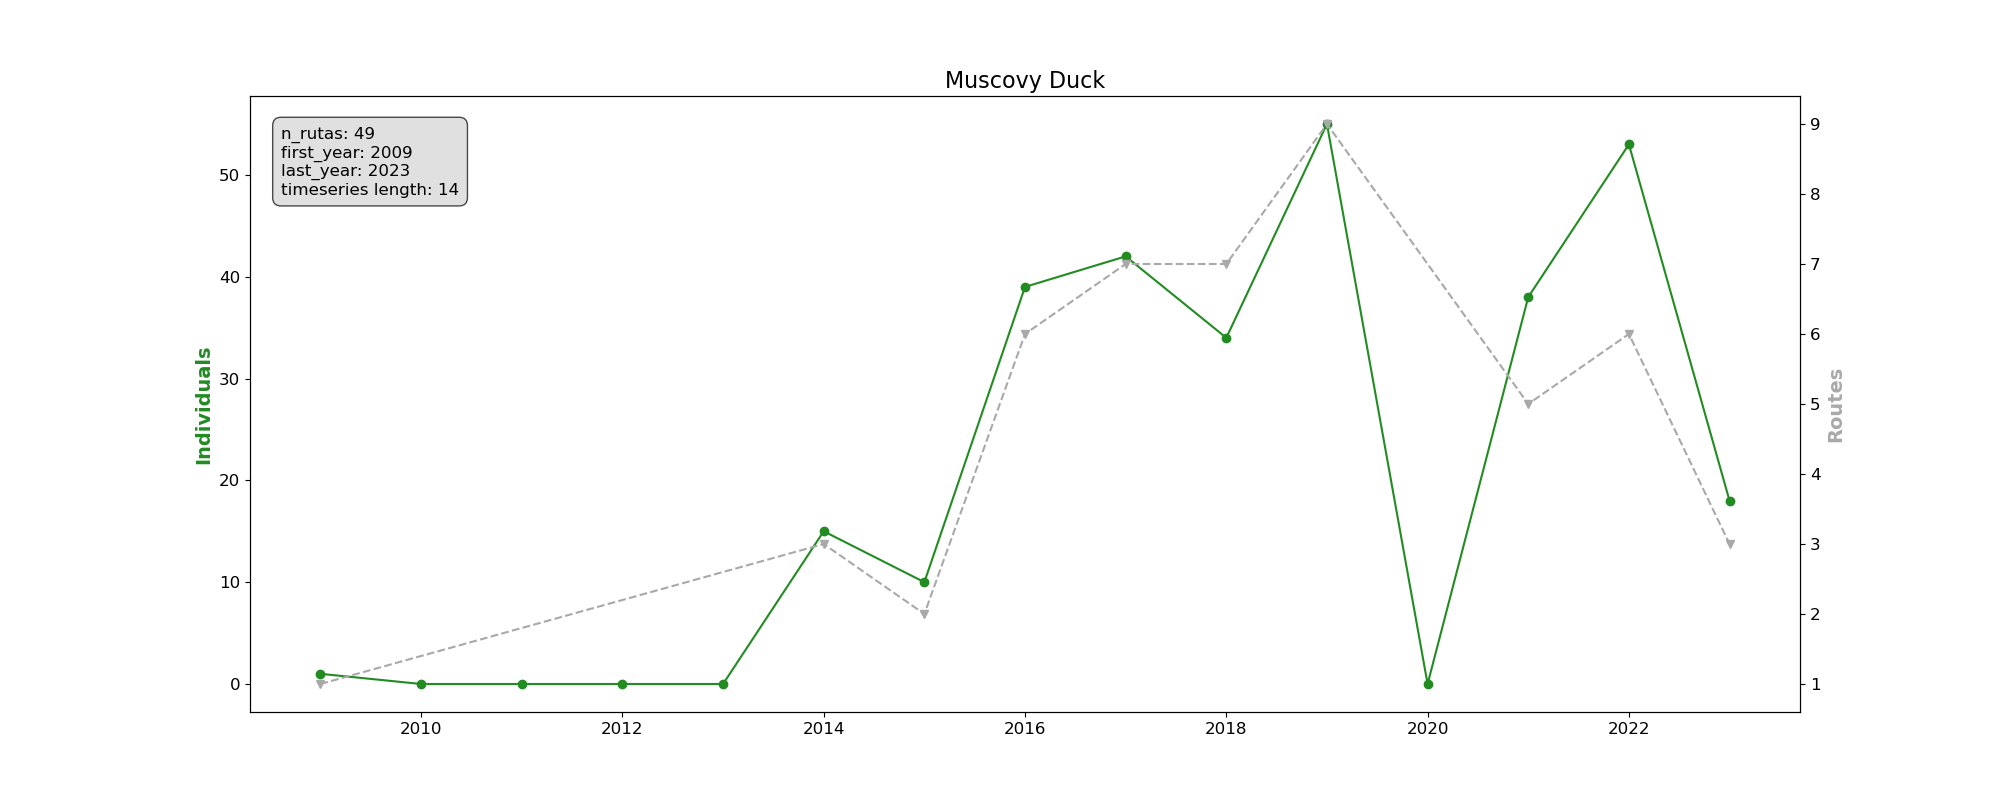 Muscovy Duck
n_rutas: 49
first_year: 2009
last_year: 2023
timeseries length: 14
Individuals
50
40
30
20
10
0
9
8
7
6
5
4
3
2
1
Routes
2010 2012 2014 2016 2018 2020 2022